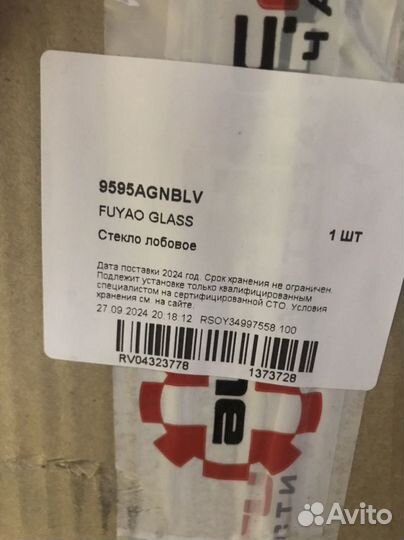 9595AGNBLV
FUYAO GLASS
Стекло лобовое
1 ШТ
Дата поставки 2024 год. Срок хранения не ограничен.
Подлежит установке только квалифицированным
специалистом на сертифицированной СТО. Условия
хранения см. на сайте.
27.09.2024 20:18:12 RSOY34997558 100
RV04323778
1373728
Avito